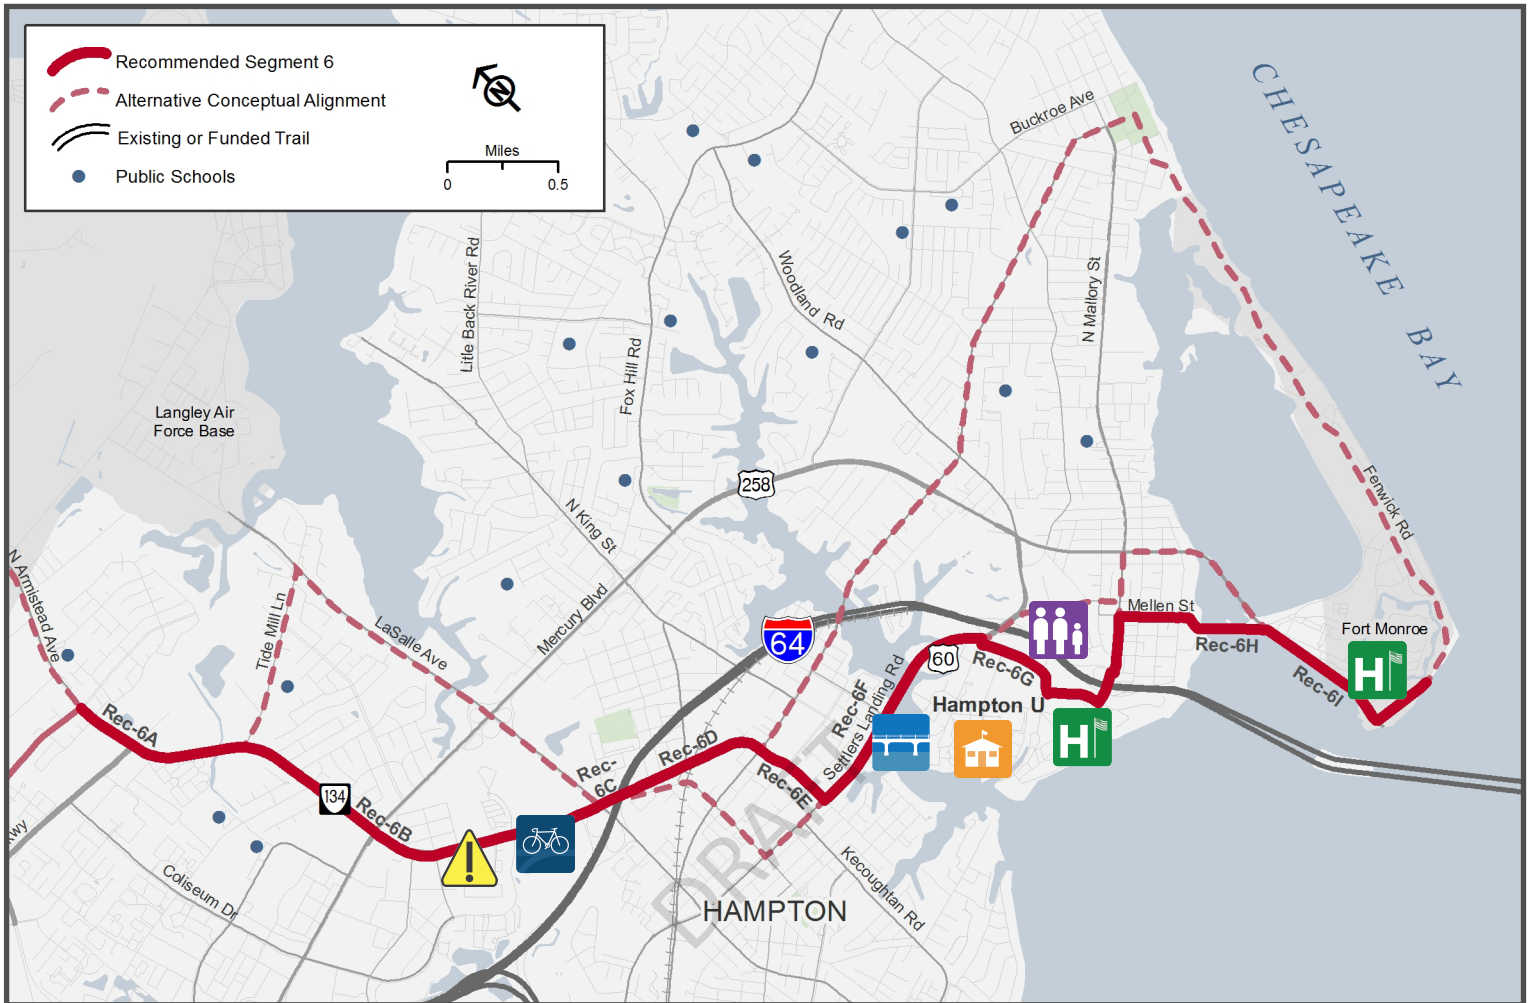 Recommended Segment 6
Alternative Conceptual Alignment
Existing or Funded Trail
Public Schools
N
Miles
0
0.5
CHESAPEAKE BAY
Buckroe Ave
Woodland Rd
N Mallory St
Litle Back River Rd
Fox Hill Rd
Langley Air
Force Base
258
N King St
Fenwick Rd
N Armistead Ave
Tide Mill Ln
LaSalle Ave
Mercury Blvd
64
Mellen St
Fort Monroe
H
Rec-6H
Rec-6I
60
Rec-6G
Rec-6F
Settlers Landing Rd
Hampton U
H
Rec-6A
Rec-6D
Rec-
6C
Rec-6E
134
Rec-6B
!
kwy
Coliseum Dr
Kecoughtan Rd
DRAFT
HAMPTON